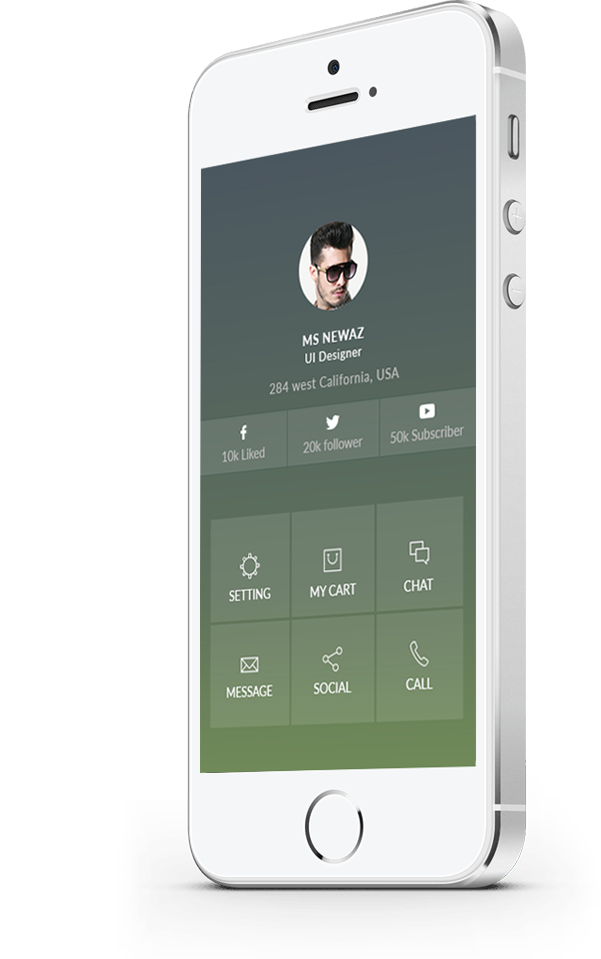 MS NEWAZ
UI Designer
284 west California, USA
10k Liked
20k follower
50k Subscriber
SETTING
MY CART
CHAT
MESSAGE
SOCIAL
CALL